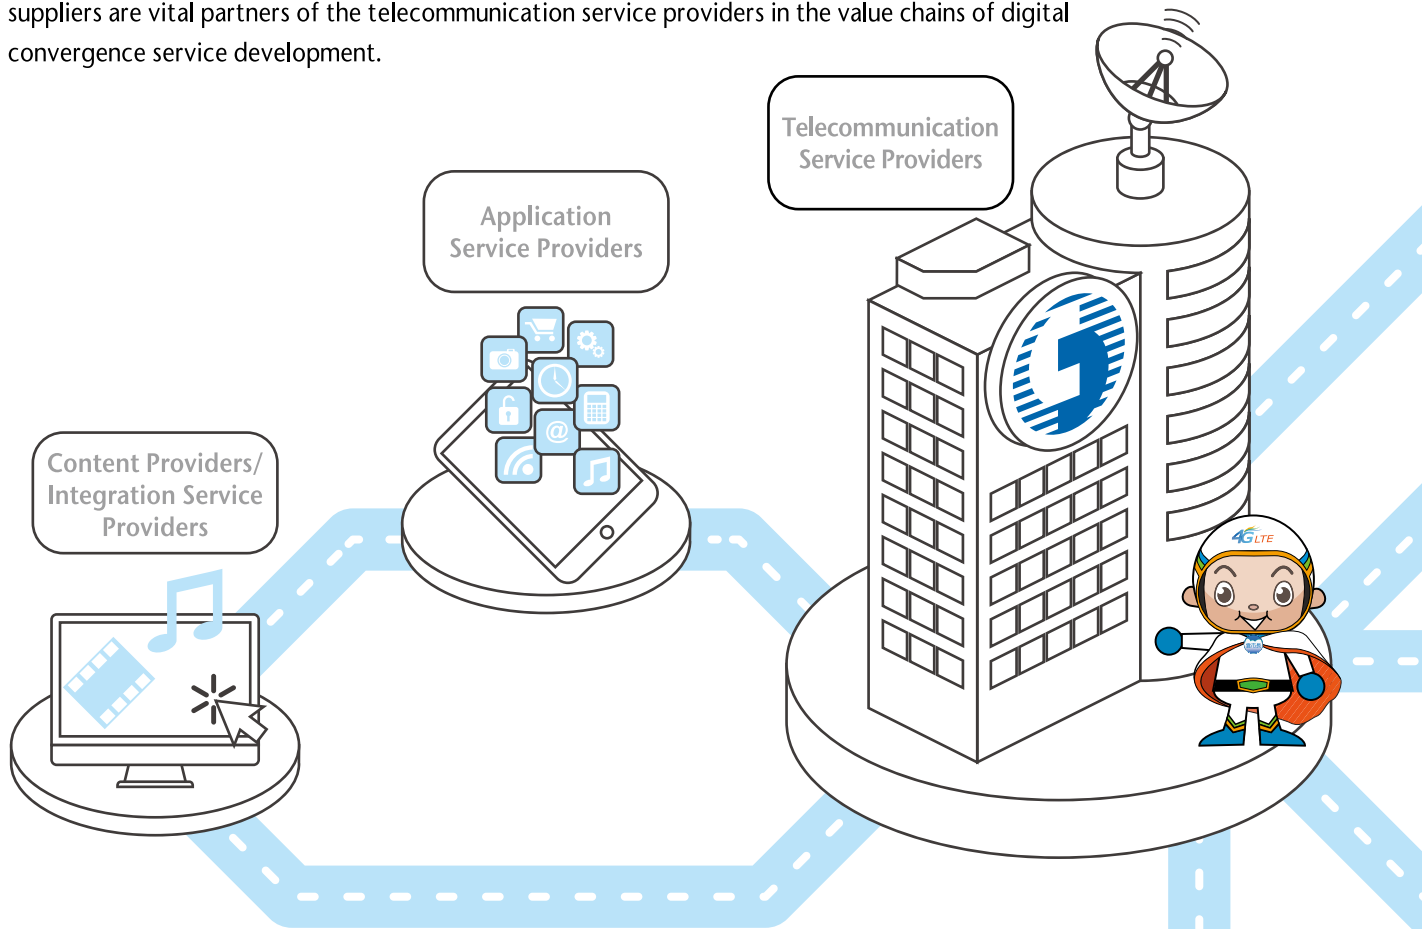 suppliers are vital partners of the telecommunication service providers in the value chains of digital
convergence service development.
Telecommunication
Service Providers
Application
Service Providers
Content Providers/
Integration Service
Providers
@
4G LTE